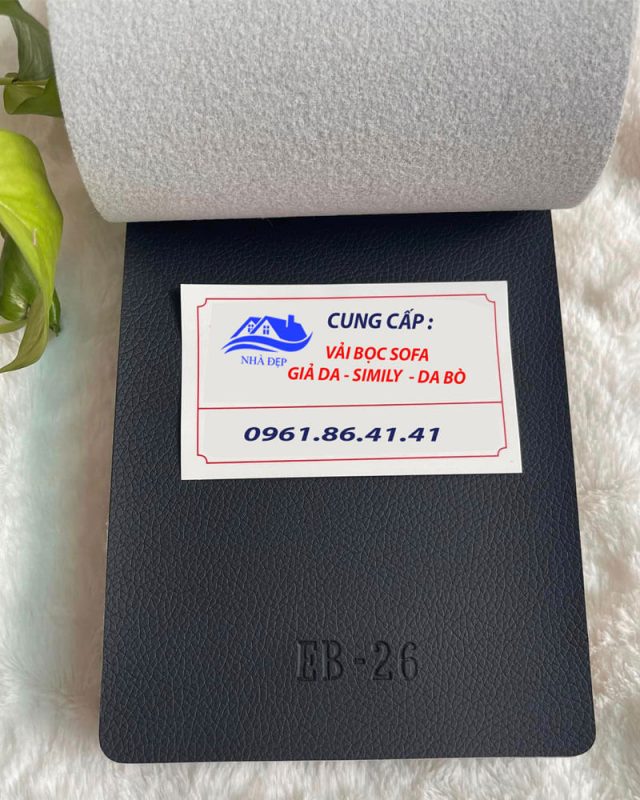 CUNG CẤP :
NHÀ ĐẸP
VẢI BỌC SOFA
GIẢ DA - SIMILY - DA BÒ
0961.86.41.41
EB-26